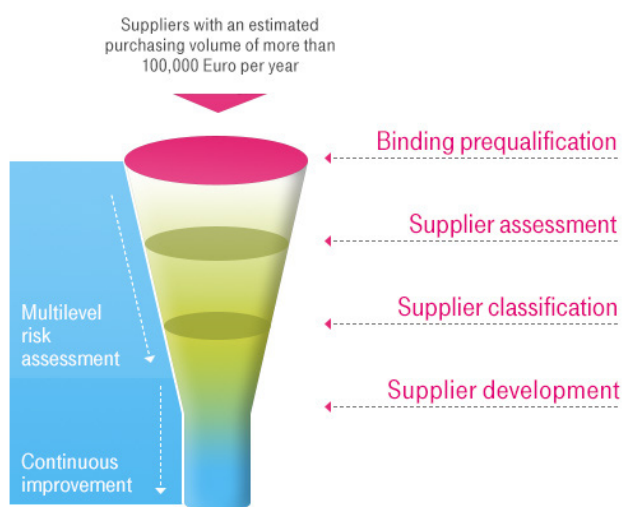 Suppliers with an estimated
purchasing volume of more than
100,000 Euro per year
Binding prequalification
Supplier assessment
Supplier classification
Supplier development
Multilevel
risk
assessment
Continuous
improvement